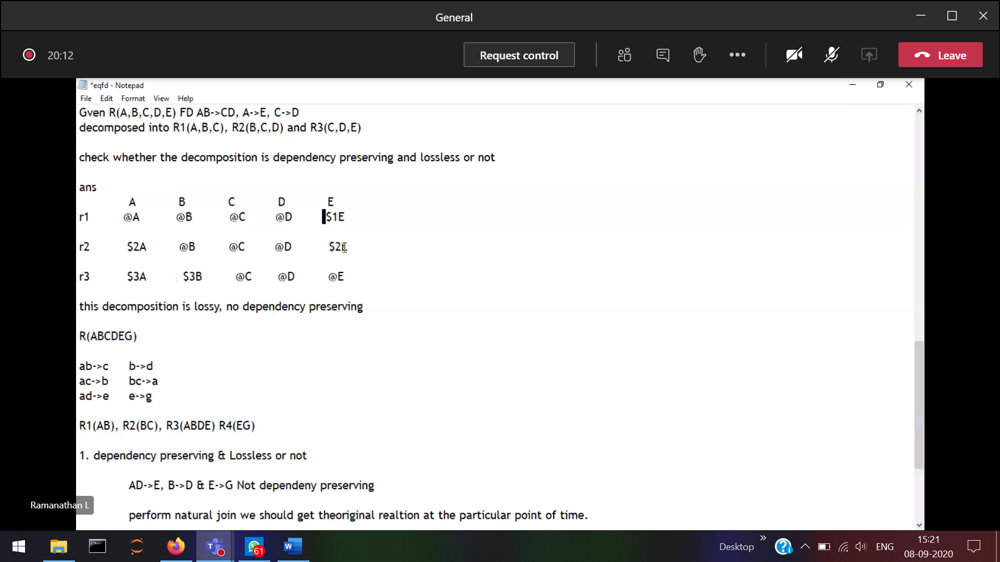 General
20:12
Request control
Leave
*eqfd - Notepad
File Edit Format View Help
Gven R(A,B,C,D,E) FD AB->CD, A->E, C->D
decomposed into R1(A,B,C), R2(B,C,D) and R3(C,D,E)
check whether the decomposition is dependency preserving and lossless or not
ans
A B C D E
r1 @A @B @C @D $1E
r2 $2A @B @C @D
r3 $3A $3B @C @D @E
this decomposition is lossy, no dependency preserving
R(ABCDEG)
ab->c b->d
ac->b bc->a
ad->e e->g
R1(AB), R2(BC), R3(ABDE) R4(EG)
1. dependency preserving & Lossless or not
AD->E, B->D & E->G Not dependeny preserving
Ramanathan L
perform natural join we should get theoriginal realtion at the particular point of time.
61
Desktop
ENG
15:21
08-09-2020